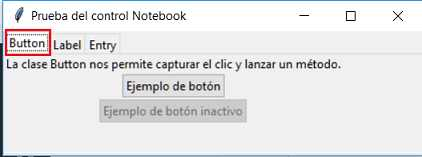 Prueba del control Notebook
Button Label Entry
La clase Button nos permite capturar el clic y lanzar un método.
Ejemplo de botón
Ejemplo de botón inactivo